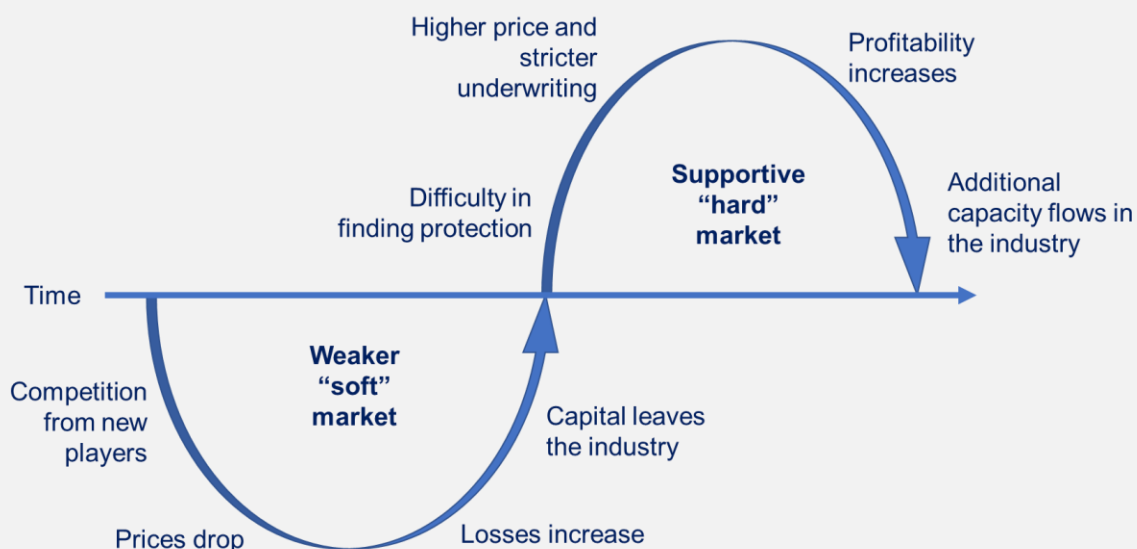 Higher price and
stricter
underwriting
Profitability
increases
Difficulty in
finding protection
Supportive
“hard”
market
Additional
capacity flows in
the industry
Time
Weaker
“soft”
market
Competition
from new
players
Capital leaves
the industry
Prices drop
Losses increase